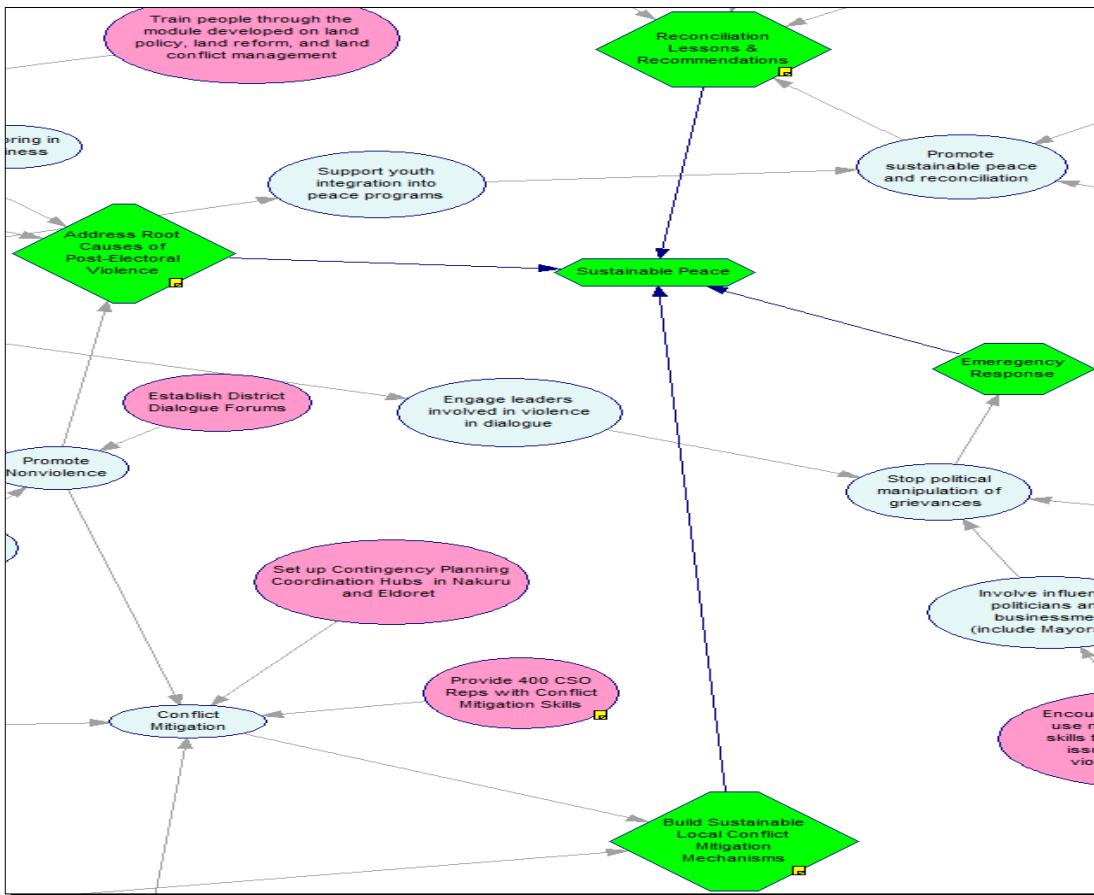 Train people through the
module developed on land
policy, land reform, and land
conflict management
Reconciliation
Lessons &
Recommendations
oring in
iness
Support youth
integration into
peace programs
Promote
sustainable peace
and reconciliation
Address Root
Causes of
Post-Electoral
Violence
Sustainable Peace
Emeregency
Response
Establish District
Dialogue Forums
Engage leaders
involved in violence
in dialogue
Promote
Nonviolence
Stop political
manipulation of
grievances
Set up Contingency Planning
Coordination Hubs in Nakuru
and Eldoret
Involve influen
politicians an
businessme
(include Mayors
Provide 400 CSO
Reps with Conflict
Mitigation Skills
Conflict
Mitigation
Encou
use n
skills t
issu
vio
Build Sustainable
Local Conflict
Mitigation
Mechanisms